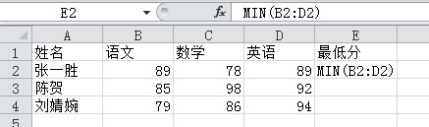 E2 fx MIN(B2:D2)
A B C D E
1 姓名 语文 数学 英语 最低分
2 张一胜 89 78 89 MIN(B2:D2)
3 陈贺 85 98 92
4 刘婧婉 79 86 94
5